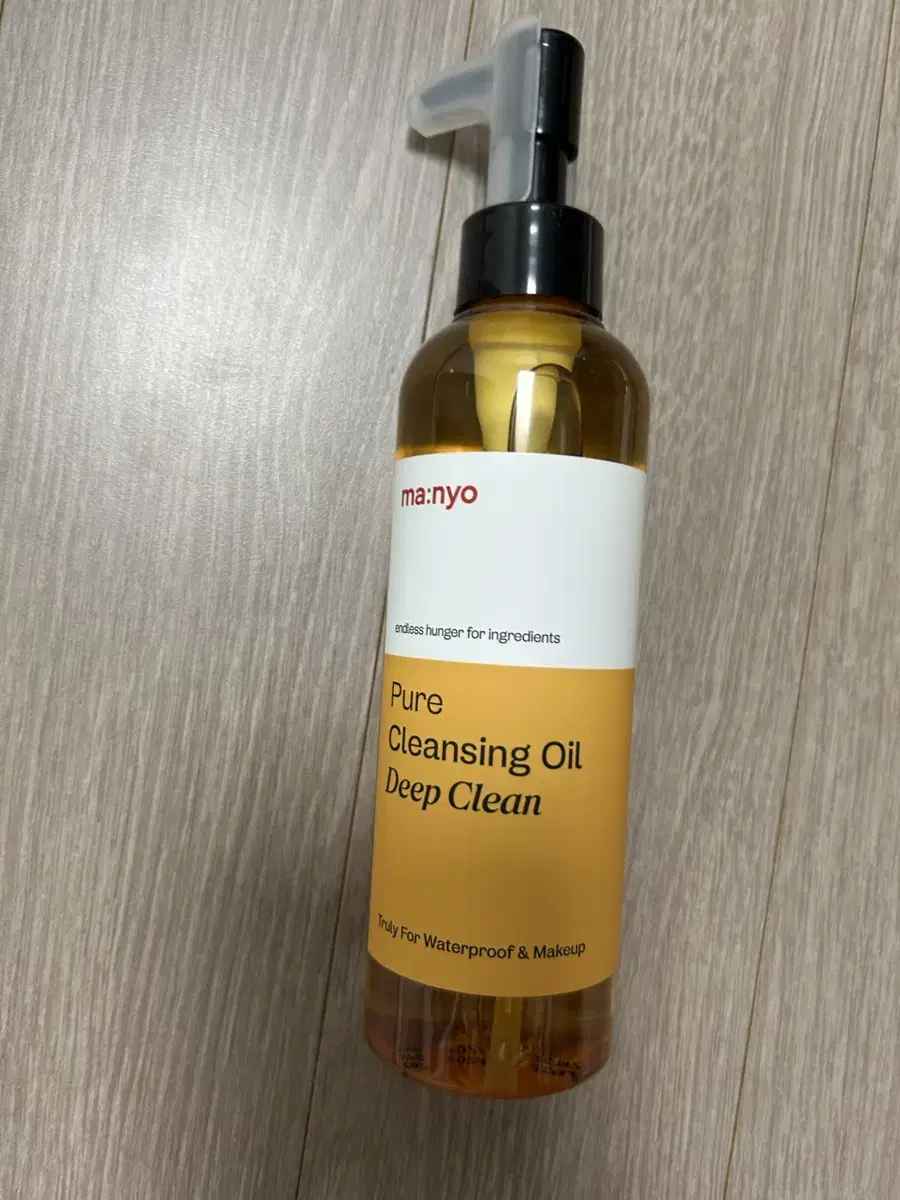 ma:nyo
endless hunger for ingredients
Pure
Cleansing Oil
Deep Clean
Truly For Waterproof & Makeup